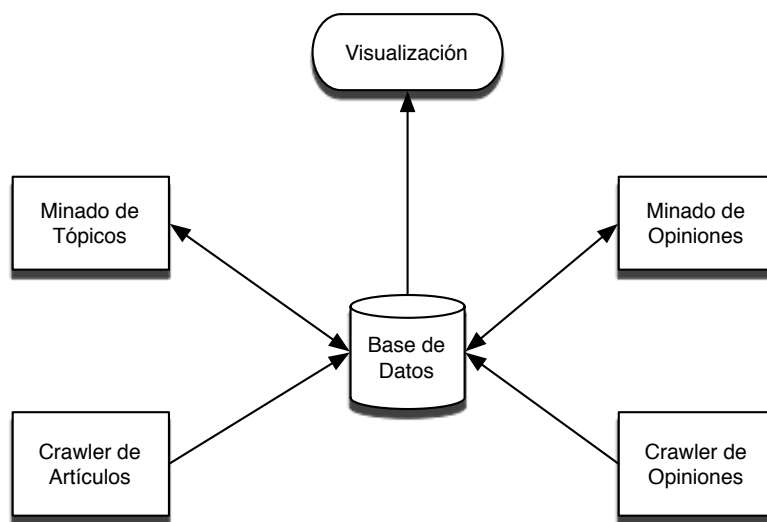 Visualización
Minado de
Tópicos
Minado de
Opiniones
Base de
Datos
Crawler de
Artículos
Crawler de
Opiniones